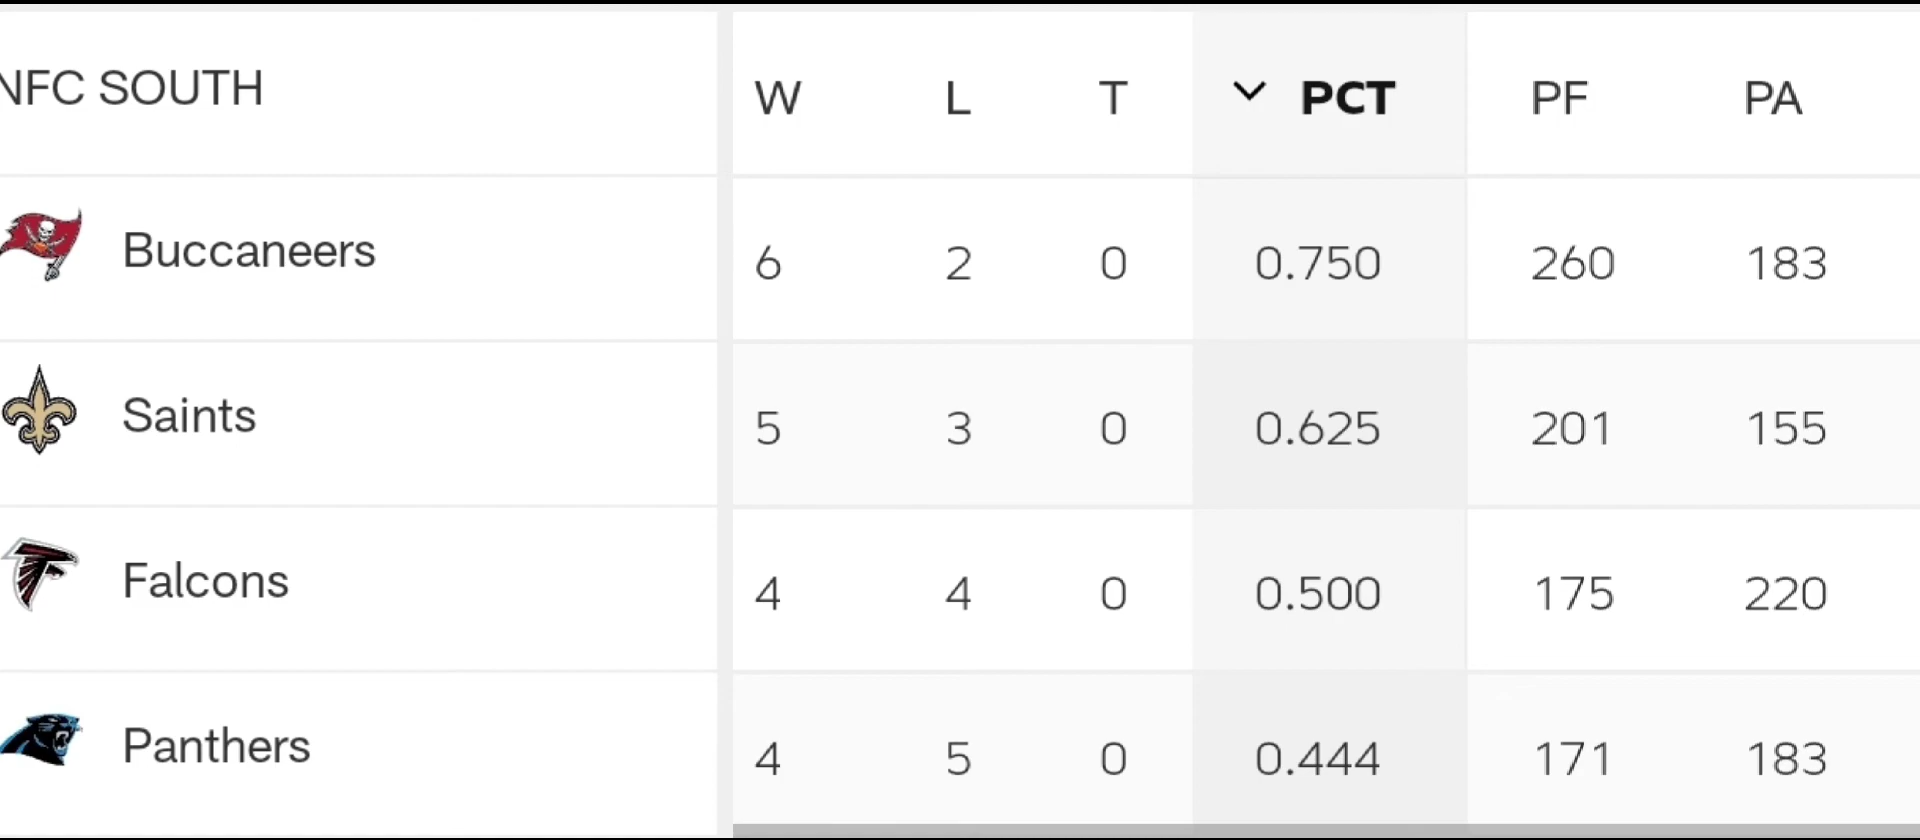 NFC SOUTH W L T PCT PF PA
Buccaneers 6 2 0 0.750 260 183
Saints 5 3 0 0.625 201 155
Falcons 4 4 0 0.500 175 220
Panthers 4 5 0 0.444 171 183